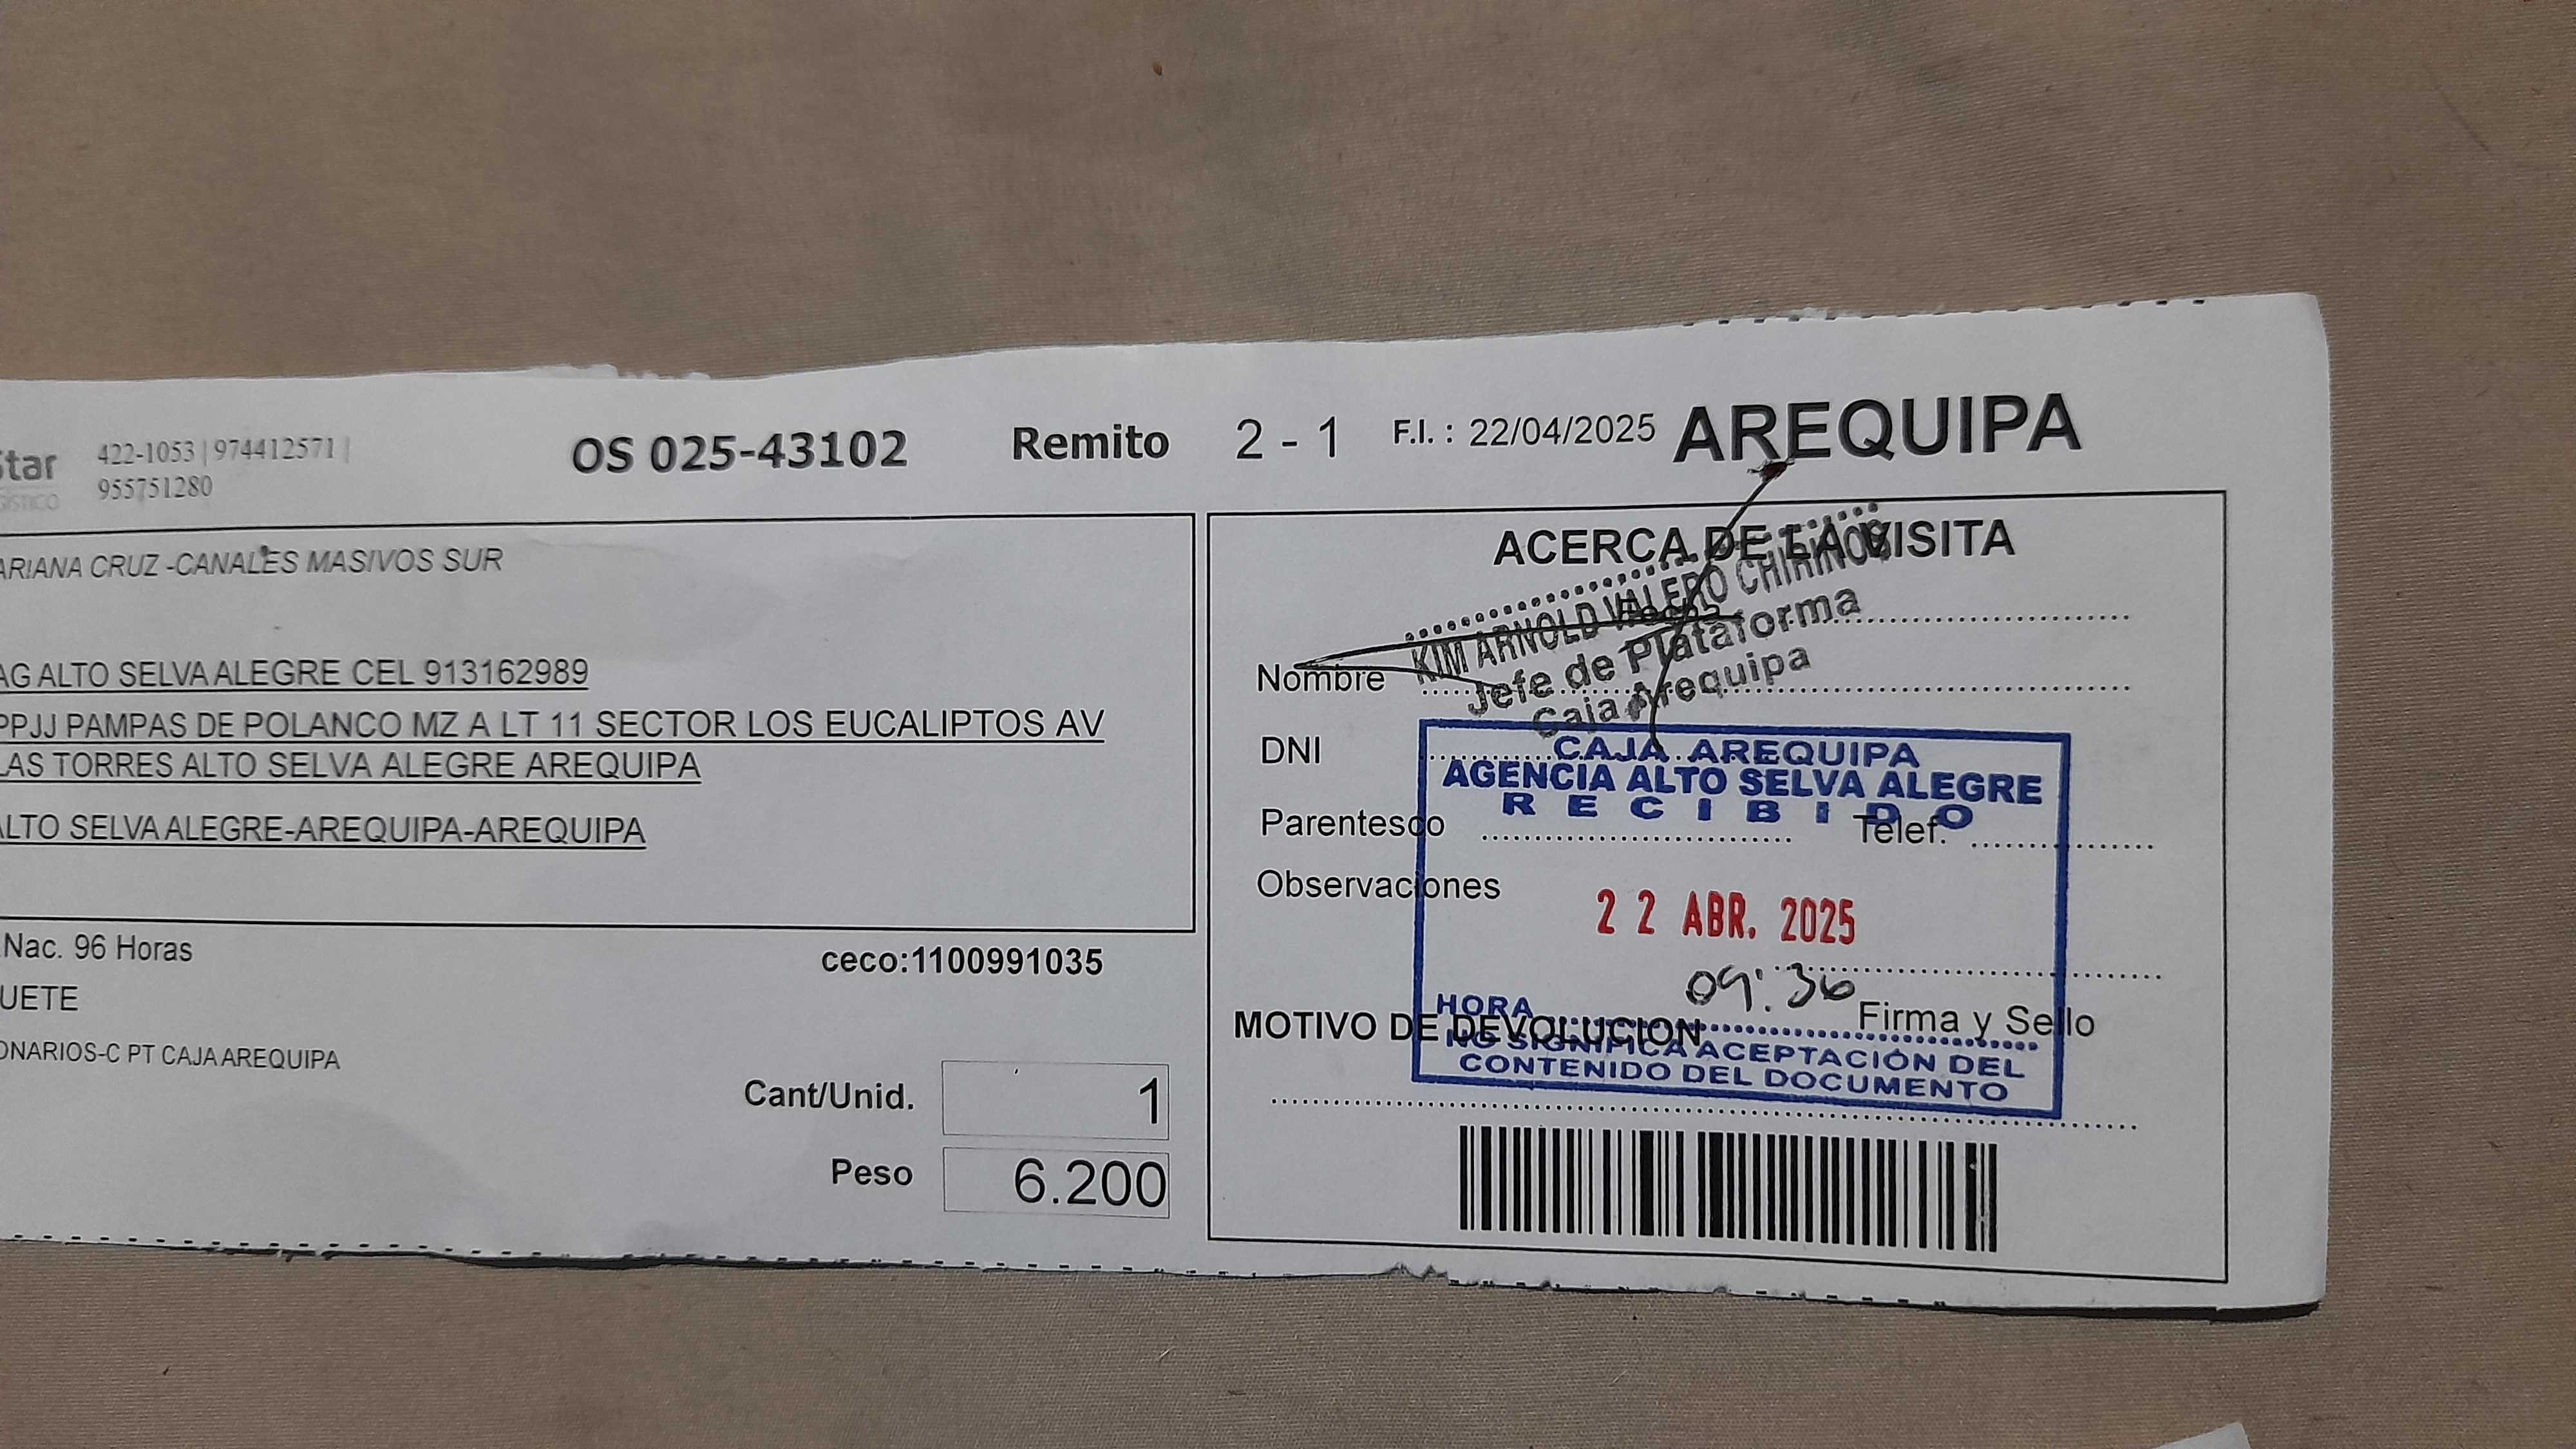 Star
422-1053 | 974412571 |
955751280
GÍSTICO
OS 025-43102
Remito 2 - 1
F.I. : 22/04/2025
AREQUIPA
ARIANA CRUZ -CANALES MASIVOS SUR
AG ALTO SELVA ALEGRE CEL 913162989
PPJJ PAMPAS DE POLANCO MZ A LT 11 SECTOR LOS EUCALIPTOS AV
LAS TORRES ALTO SELVA ALEGRE AREQUIPA
ALTO SELVA ALEGRE-AREQUIPA-AREQUIPA
Nac. 96 Horas
ceco:1100991035
UETE
ONARIOS-C PT CAJA AREQUIPA
Cant/Unid. 1
Peso 6.200
ACERCA DE LA VISITA
Fecha
KIM ARNOLD VALERO CHIRINOS
Jefe de Plataforma
Caja Arequipa
Nombre
DNI
CAJA AREQUIPA
AGENCIA ALTO SELVA ALEGRE
RECIBIDO
Parentesco
Telef.
Observaciones
22 ABR. 2025
09:36
HORA
Firma y Sello
MOTIVO DE DEVOLUCION
NO SIGNIFICA ACEPTACIÓN DEL
CONTENIDO DEL DOCUMENTO